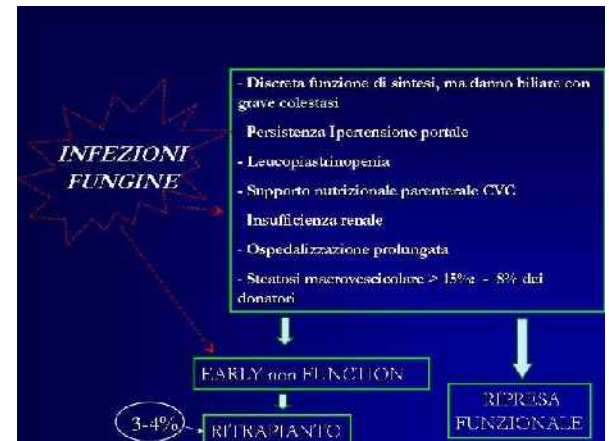 INFEZIONI
FUNGINE
- Discreta funzione di sintesi, ma danno biliare con
grave colestasi
Persistenza Ipertensione portale
- Leucopiastrinopenia
- Supporto nutrizionale parenterale CVC
Insufficienza renale
- Ospedalizzazione prolungata
- Steatosi macrovescicolare > 15%: - 8% dei
donatori
EARLY non FUNCTION
3-4%
RITRAPIANTO
RIPRESA
FUNZIONALE